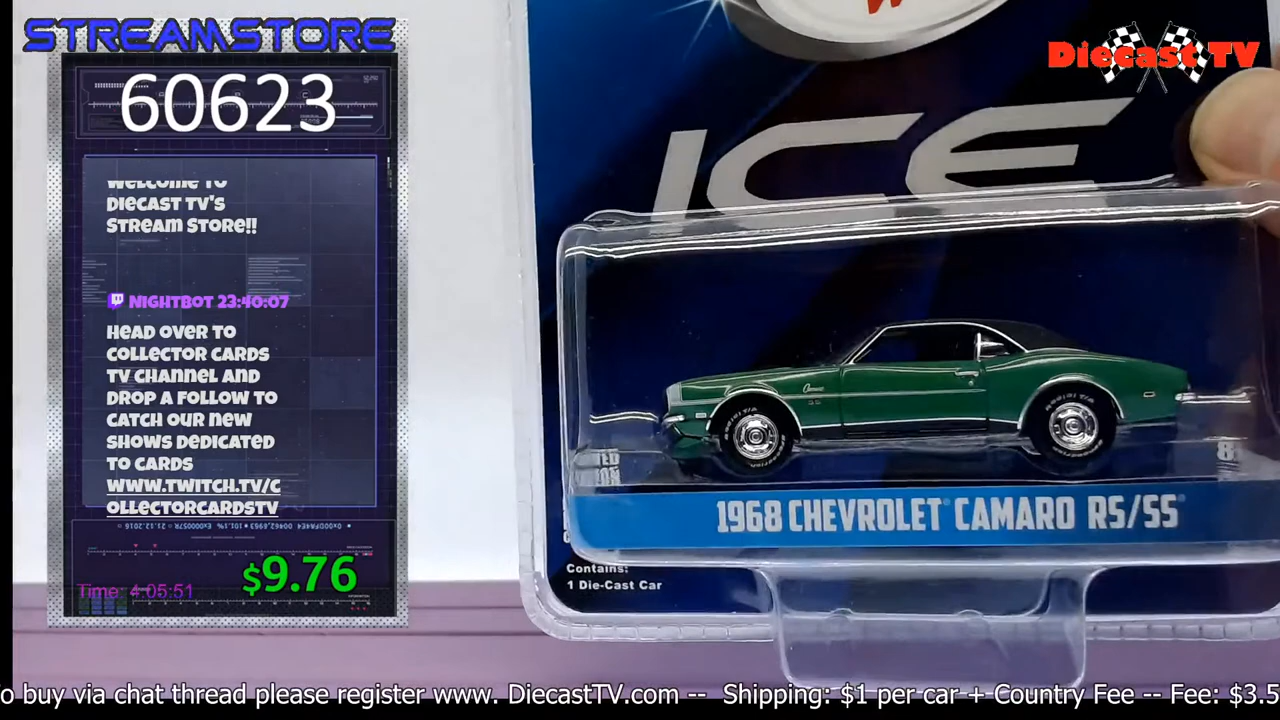 STREAMSTORE
60623
WELCOME TO
DIECAST TV'S
STREAM STORE!!
NIGHTBOT 23:40:07
HEAD OVER TO
COLLECTOR CARDS
TV CHANNEL AND
DROP A FOLLOW TO
CATCH OUR NEW
SHOWS DEDICATED
TO CARDS
WWW.TWITCH.TV/C
OLLECTORCARDSTV
$9.76
Time: 4:05:51
Diecast TV
ICE
Camaro
1968 CHEVROLET CAMARO RS/SS
Contains:
1 Die-Cast Car
o buy via chat thread please register www. DiecastTV.com -- Shipping: $1 per car + Country Fee -- Fee: $3.5